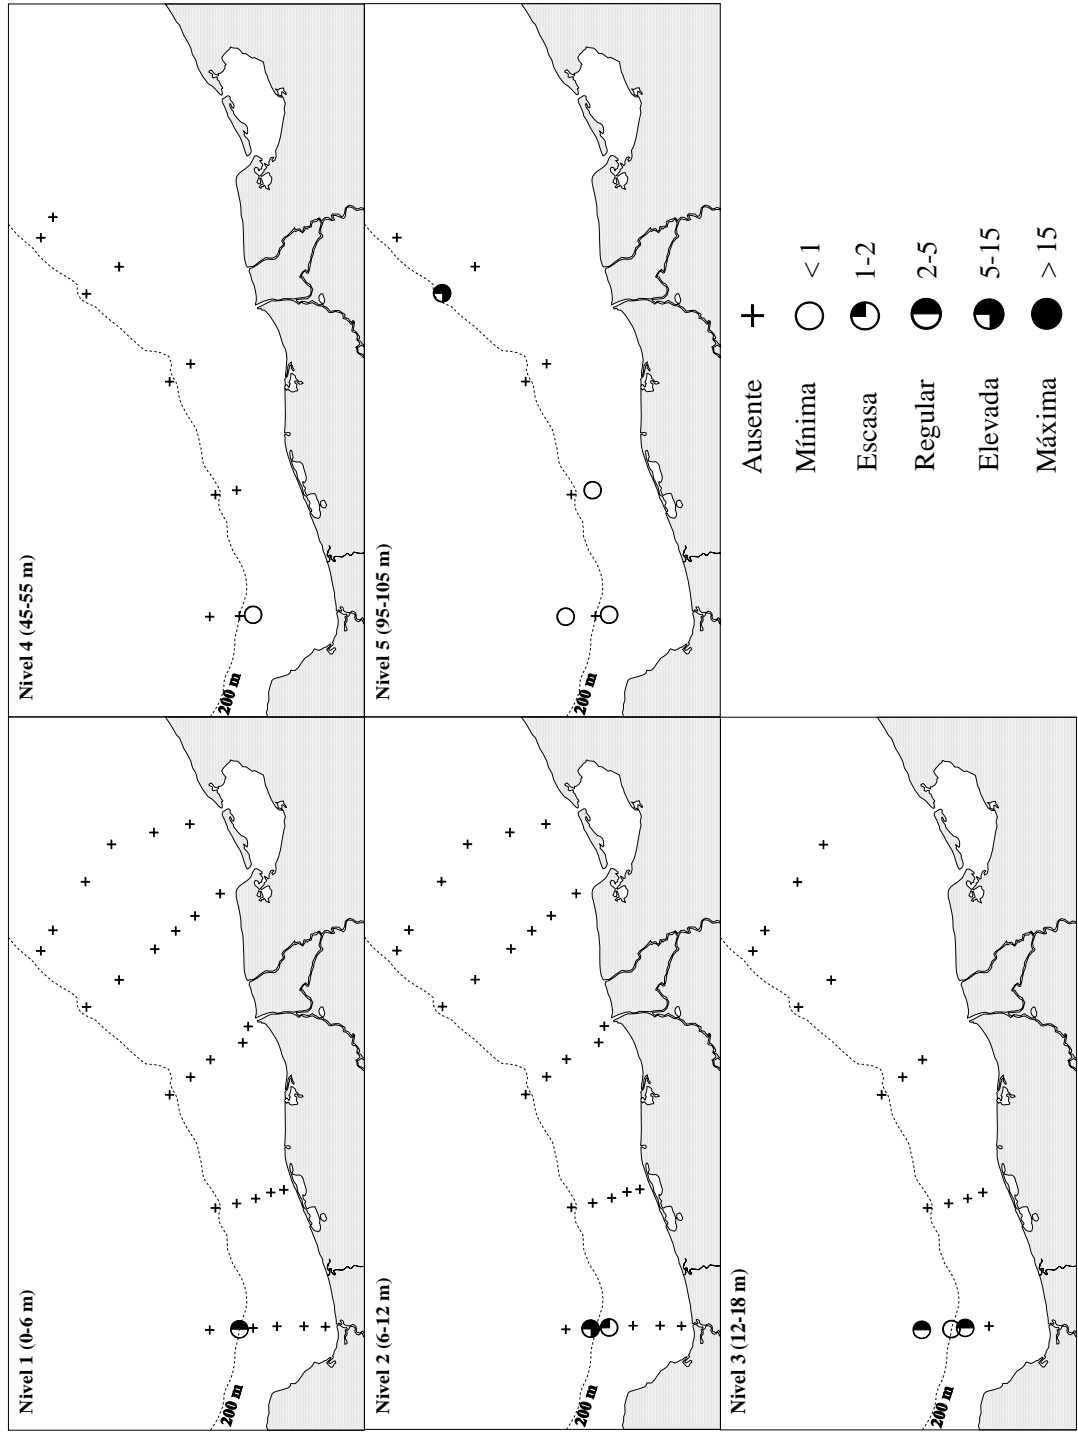 Nivel 1 (0-6 m)
200 m
Nivel 2 (6-12 m)
200 m
Nivel 3 (12-18 m)
200 m
Nivel 4 (45-55 m)
200 m
Nivel 5 (95-105 m)
200 m
Ausente
Mínima < 1
Escasa 1-2
Regular 2-5
Elevada 5-15
Máxima > 15